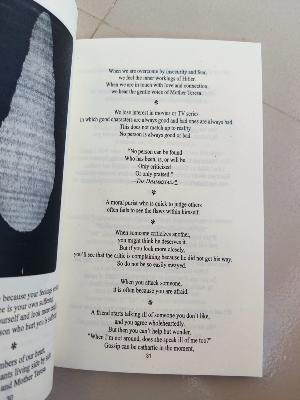 e because your feelings
e is your own suffering.
ourself and look near and
son who hurt you is suffer
mbers of our head,
ants living side by side
and Mother Teresa.
30
When we are overcome by insecurity and fear,
we feel the inner workings of Hitler.
When we are in touch with love and connection,
we hear the gentle voice of Mother Teresa.
*
We lose interest in movies or TV series
in which good characters are always good and bad ones are always bad.
This does not match up to reality.
No person is always good or bad.
*
"No person can be found
Who has been, is, or will be
Only criticized
Or only praised."
—The Dhammapada
*
A moral purist who is quick to judge others
often fails to see the flaws within himself.
*
When someone criticizes another,
you might think he deserves it.
But if you look more closely,
you'll see that the critic is complaining because he did not get his way.
So do not be so easily swayed.
*
When you attack someone,
it is often because you are afraid.
*
A friend starts talking ill of someone you don't like,
and you agree wholeheartedly.
But then you can't help but wonder,
"When I'm not around, does she speak ill of me too?"
Gossip can be cathartic in the moment,
31